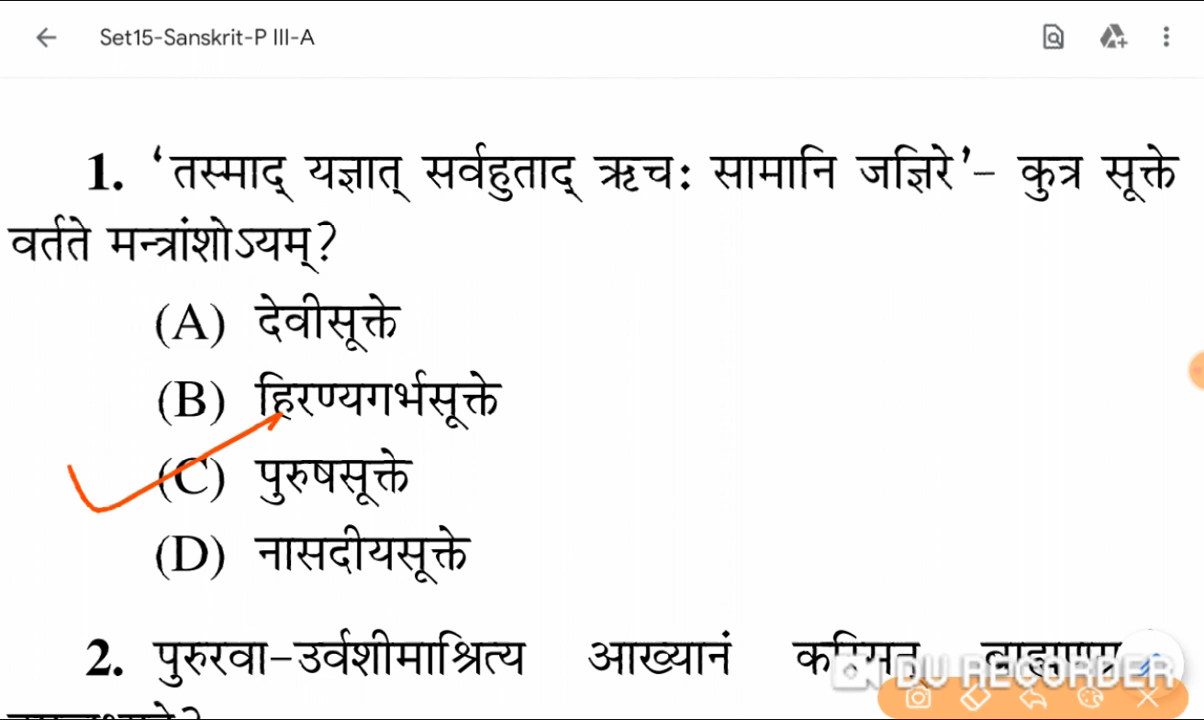 Set15-Sanskrit-P III-A
1. ‘तस्माद् यज्ञात् सर्वहुताद् ऋचः सामानि जज्ञिरे’– कुत्र सूक्ते
वर्तते मन्त्रांशोऽयम्?
(A) देवीसूक्ते
(B) हिरण्यगर्भसूक्ते
(C) पुरुषसूक्ते
(D) नासदीयसूक्ते
2. पुरुरवा-उर्वशीमाश्रित्य आख्यानं कस्मिन्
DU RECORDER